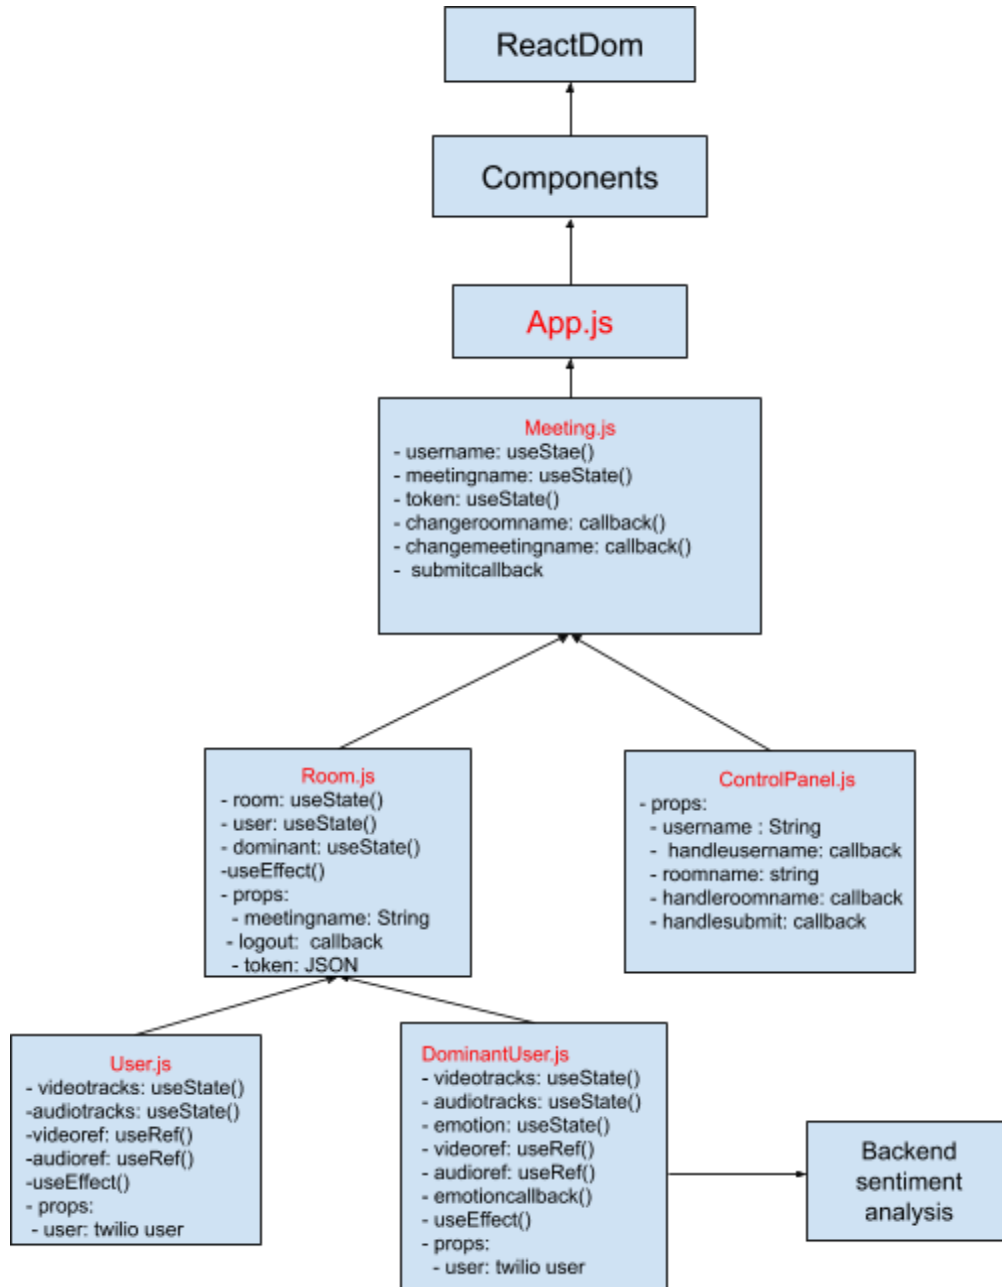 ReactDom
Components
App.js
Meeting.js
- username: useStae()
- meetingname: useState()
- token: useState()
- changeroomname: callback()
- changemeetingname: callback()
- submitcallback
Room.js
- room: useState()
- user: useState()
- dominant: useState()
-useEffect()
- props:
- meetingname: String
- logout: callback
- token: JSON
ControlPanel.js
- props:
- username : String
- handleusername: callback
- roomname: string
- handleroomname: callback
- handlesubmit: callback
User.js
- videotracks: useState()
-audiotracks: useState()
-videoref: useRef()
-audioref: useRef()
-useEffect()
- props:
- user: twilio user
DominantUser.js
- videotracks: useState()
- audiotracks: useState()
- emotion: useState()
- videoref: useRef()
- audioref: useRef()
- emotioncallback()
- useEffect()
- props:
- user: twilio user
Backend
sentiment
analysis